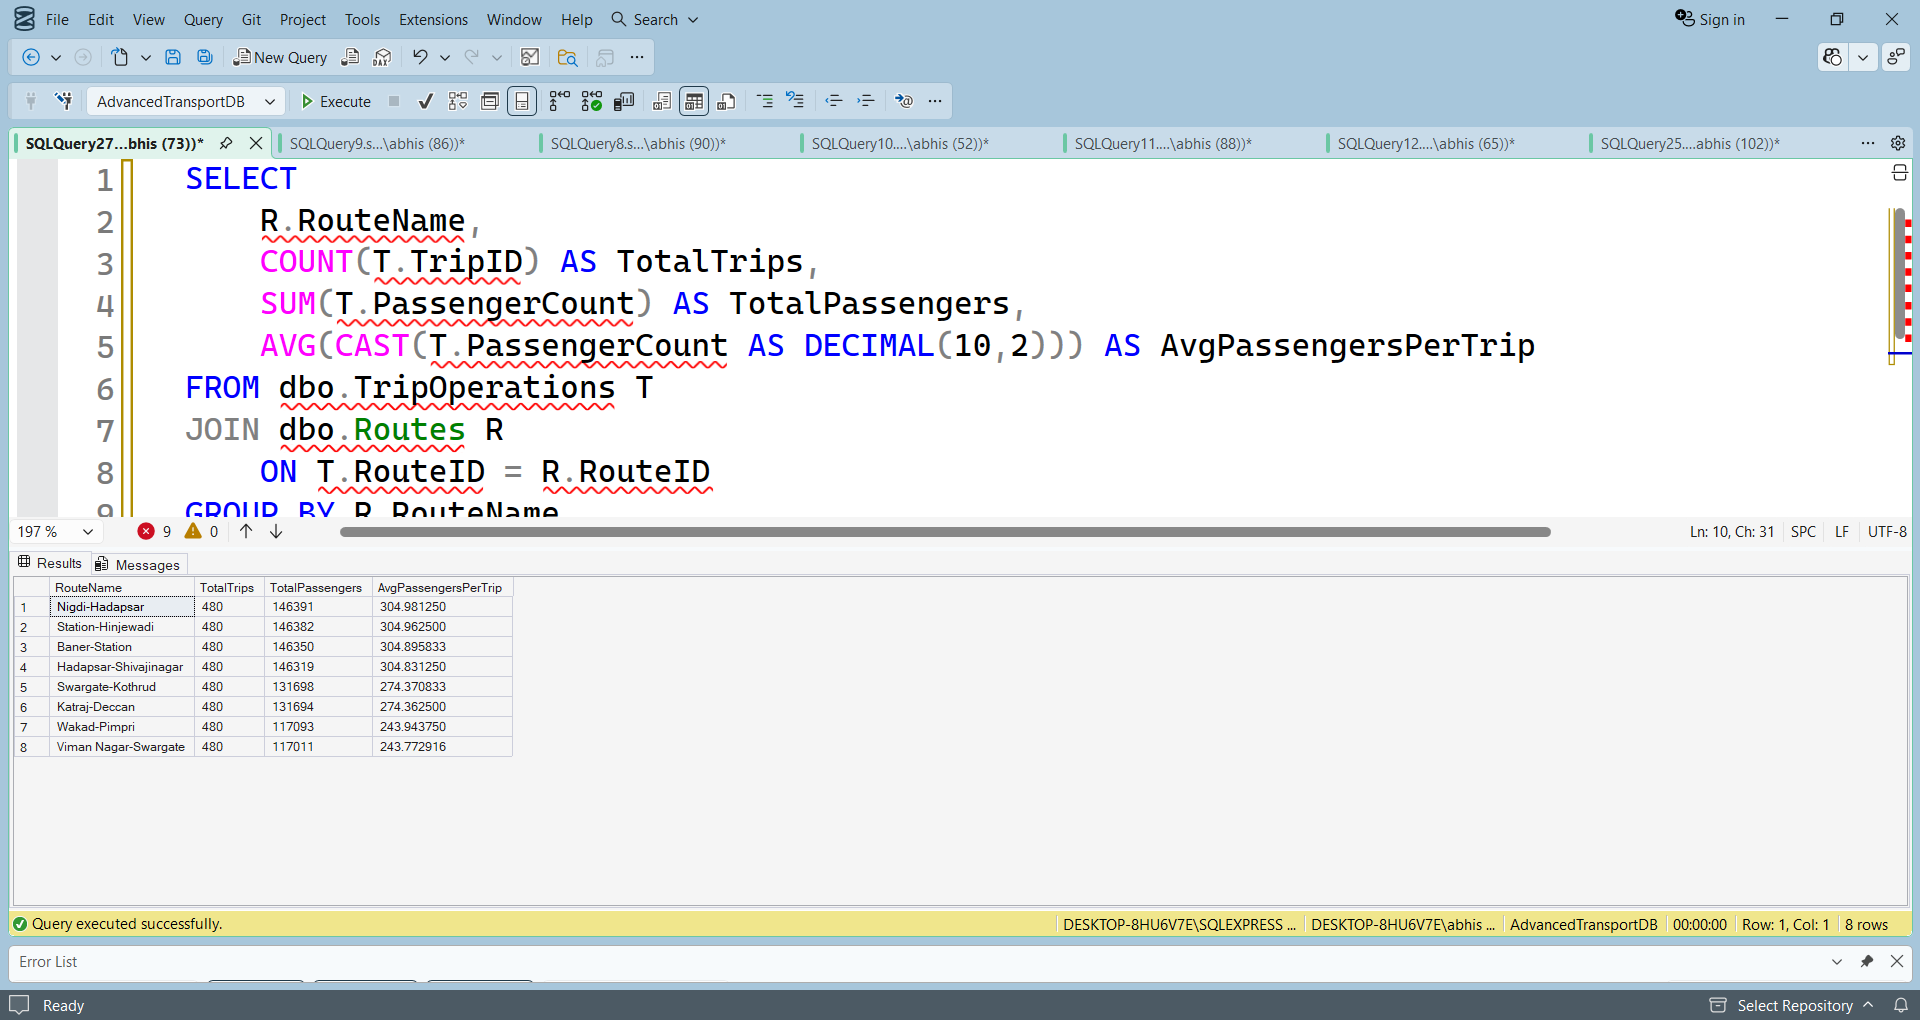 File Edit View Query Git Project Tools Extensions Window Help Search Sign in
New Query
AdvancedTransportDB Execute
SQLQuery27...bhis (73))* SQLQuery9.s...\abhis (86))* SQLQuery8.s...\abhis (90))* SQLQuery10....\abhis (52))* SQLQuery11....\abhis (88))* SQLQuery12....\abhis (65))* SQLQuery25....abhis (102))*
1 SELECT
2 R.RouteName,
3 COUNT(T.TripID) AS TotalTrips,
4 SUM(T.PassengerCount) AS TotalPassengers,
5 AVG(CAST(T.PassengerCount AS DECIMAL(10,2))) AS AvgPassengersPerTrip
6 FROM dbo.TripOperations T
7 JOIN dbo.Routes R
8 ON T.RouteID = R.RouteID
9 GROUP BY R.RouteName
197 % 9 0 Ln: 10, Ch: 31 SPC LF UTF-8
Results Messages
RouteName TotalTrips TotalPassengers AvgPassengersPerTrip
1 Nigdi-Hadapsar 480 146391 304.981250
2 Station-Hinjewadi 480 146382 304.962500
3 Baner-Station 480 146350 304.895833
4 Hadapsar-Shivajinagar 480 146319 304.831250
5 Swargate-Kothrud 480 131698 274.370833
6 Katraj-Deccan 480 131694 274.362500
7 Wakad-Pimpri 480 117093 243.943750
8 Viman Nagar-Swargate 480 117011 243.772916
Query executed successfully. DESKTOP-8HU6V7E\SQLEXPRESS ... DESKTOP-8HU6V7E\abhis ... AdvancedTransportDB 00:00:00 Row: 1, Col: 1 8 rows
Error List
Ready Select Repository